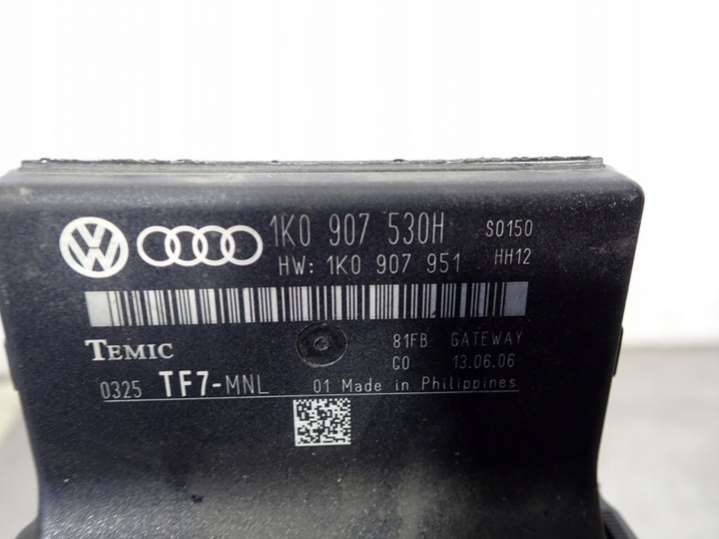 1K0 907 530H S0150
HW: 1K0 907 951 HH12
TEMIC 81FB GATEWAY
C0 13.06.06
0325 TF7-MNL 01 Made in Philippines